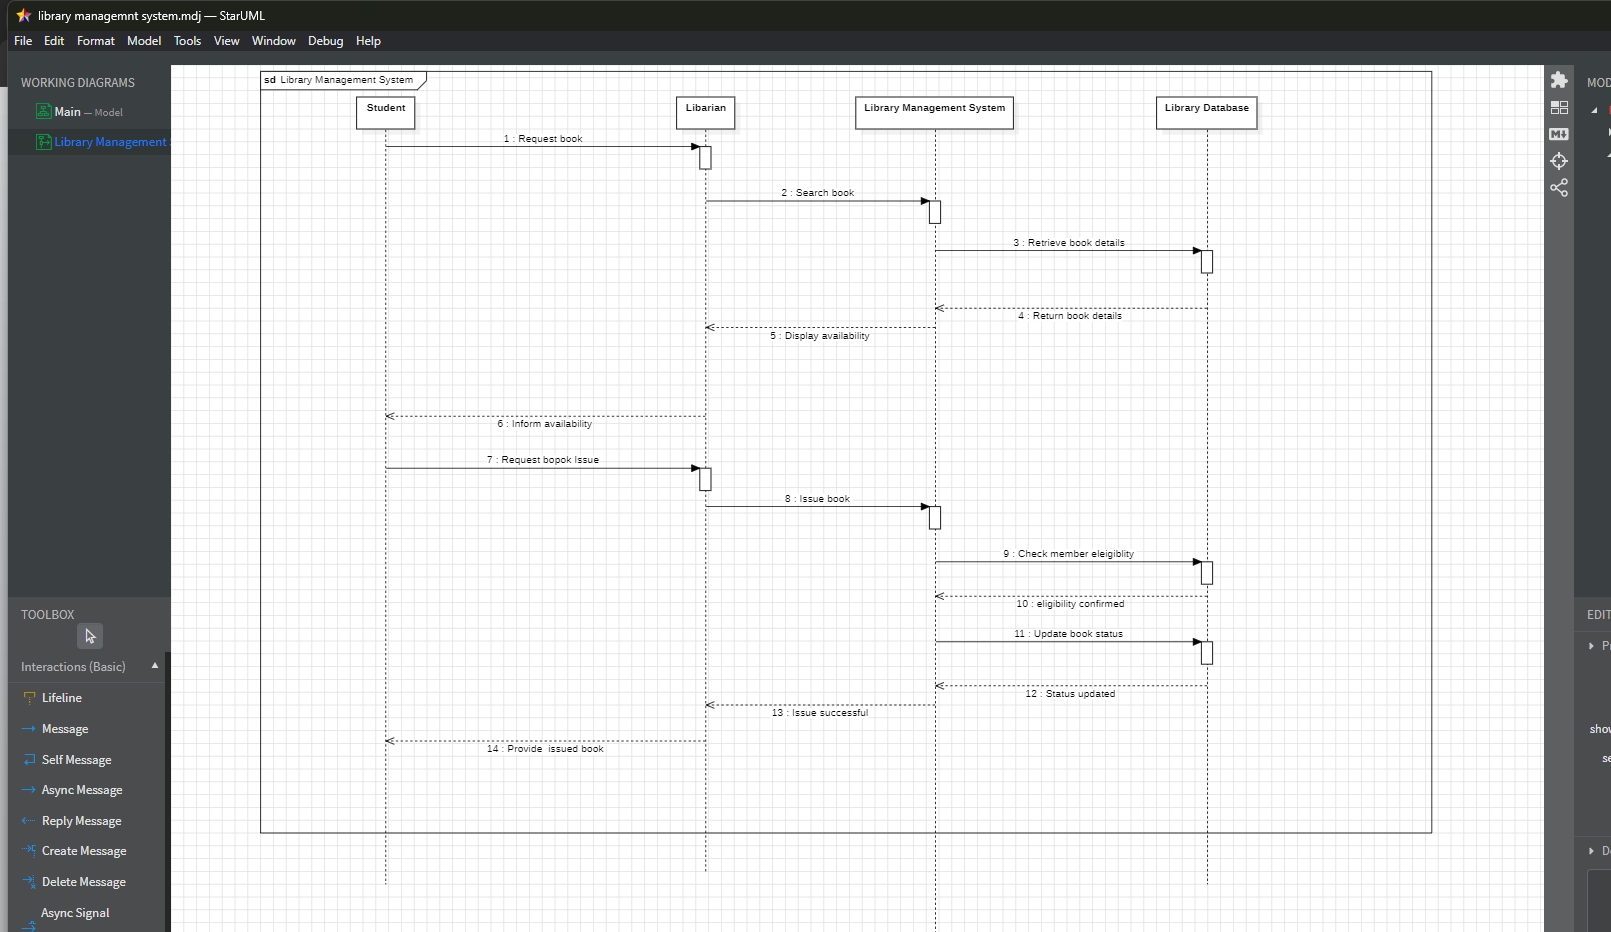 library managemnt system.mdj — StarUML
File Edit Format Model Tools View Window Debug Help
WORKING DIAGRAMS
Main — Model
Library Management
TOOLBOX
Interactions (Basic)
Lifeline
Message
Self Message
Async Message
Reply Message
Create Message
Delete Message
Async Signal
sd Library Management System
Student
Libarian
Library Management System
Library Database
1 : Request book
2 : Search book
3 : Retrieve book details
4 : Return book details
5 : Display availability
6 : Inform availability
7 : Request bopok Issue
8 : Issue book
9 : Check member eleigiblity
10 : eligibility confirmed
11 : Update book status
12 : Status updated
13 : Issue successful
14 : Provide issued book
MOD
EDIT
show